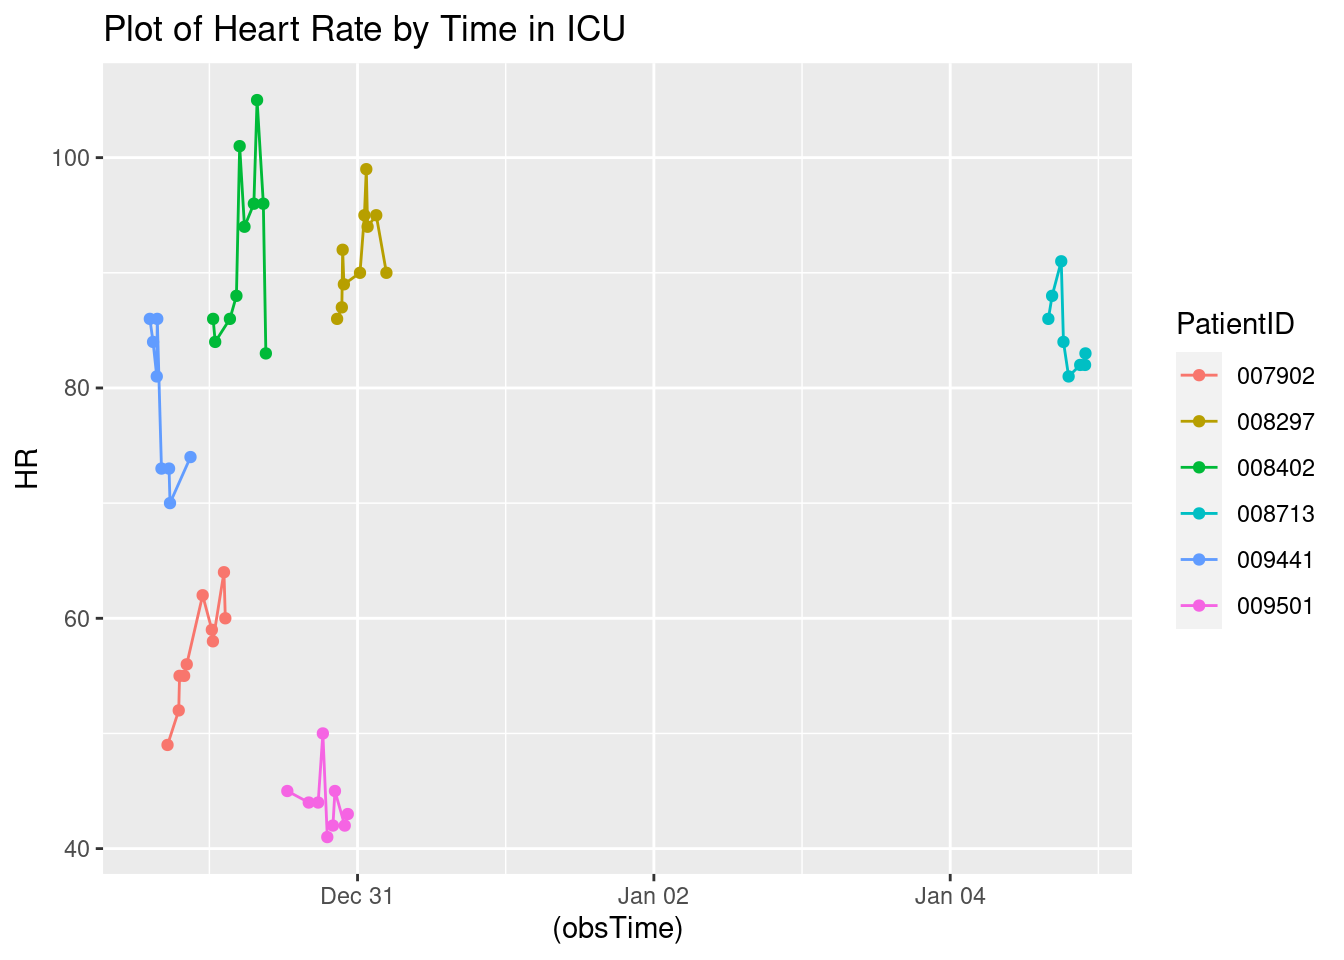 Plot of Heart Rate by Time in ICU
100
80
60
40
HR
Dec 31
Jan 02
Jan 04
(obsTime)
PatientID
007902
008297
008402
008713
009441
009501